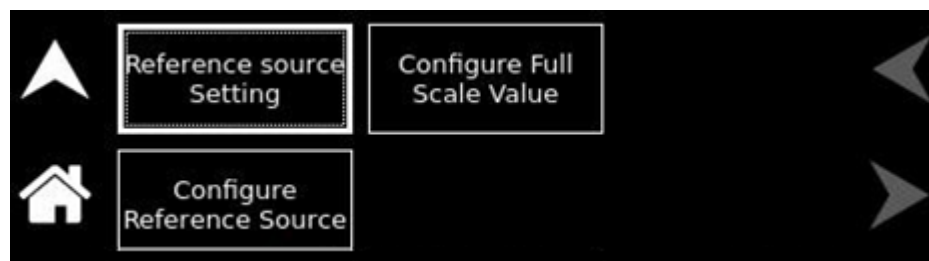 Reference source
Setting
Configure Full
Scale Value
Configure
Reference Source